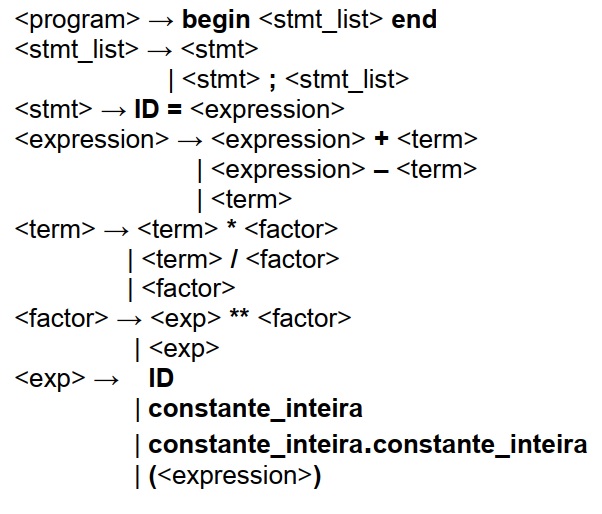 <program> → begin <stmt_list> end
<stmt_list> → <stmt>
| <stmt> ; <stmt_list>
<stmt> → ID = <expression>
<expression> → <expression> + <term>
| <expression> – <term>
| <term>
<term> → <term> * <factor>
| <term> / <factor>
| <factor>
<factor> → <exp> ** <factor>
| <exp>
<exp> → ID
| constante_inteira
| constante_inteira.constante_inteira
| (<expression>)